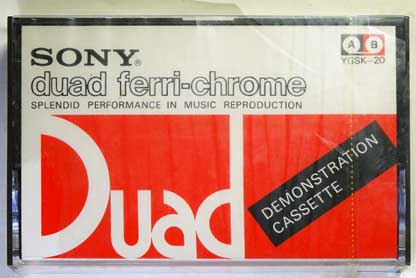 SONY®
A B
YGSK-20
duad ferri-chrome
SPLENDID PERFORMANCE IN MUSIC REPRODUCTION
Duad
DEMONSTRATION
CASSETTE